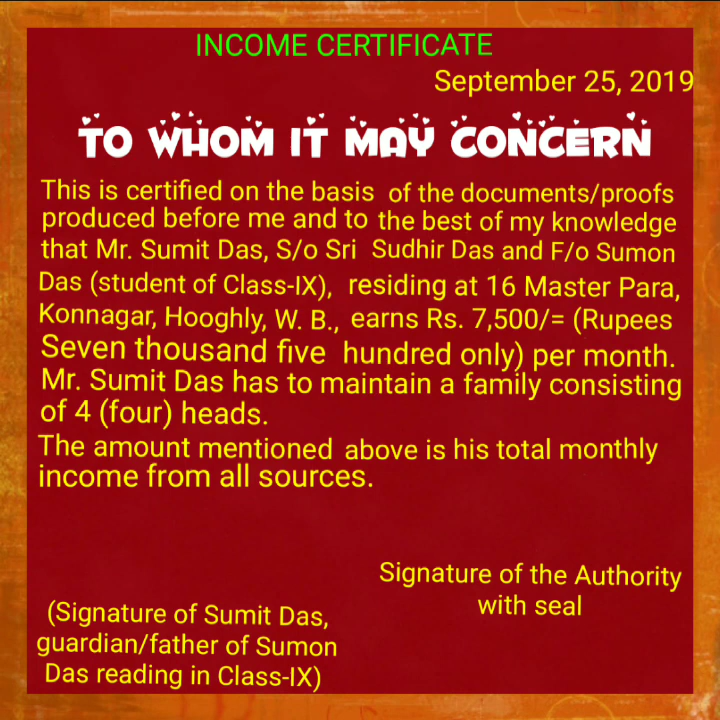 INCOME CERTIFICATE
September 25, 2019
TO WHOM IT MAY CONCERN
This is certified on the basis of the documents/proofs
produced before me and to the best of my knowledge
that Mr. Sumit Das, S/o Sri Sudhir Das and F/o Sumon
Das (student of Class-IX), residing at 16 Master Para,
Konnagar, Hooghly, W. B., earns Rs. 7,500/= (Rupees
Seven thousand five hundred only) per month.
Mr. Sumit Das has to maintain a family consisting
of 4 (four) heads.
The amount mentioned above is his total monthly
income from all sources.
Signature of the Authority
with seal
(Signature of Sumit Das,
guardian/father of Sumon
Das reading in Class-IX)